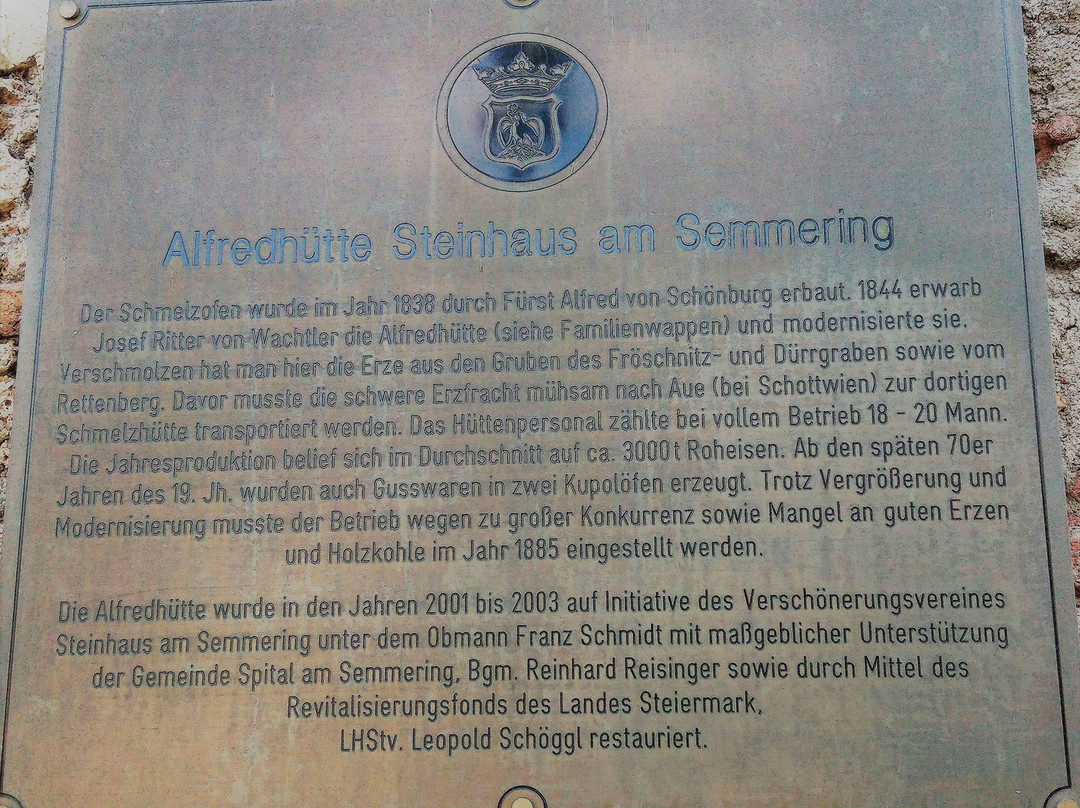 Alfredhütte Steinhaus am Semmering
Der Schmelzofen wurde im Jahr 1838 durch Fürst Alfred von Schönburg erbaut. 1844 erwarb
Josef Ritter von Wachtler die Alfredhütte (siehe Familienwappen) und modernisierte sie.
Verschmolzen hat man hier die Erze aus den Gruben des Fröschnitz- und Dürrgraben sowie vom
Rettenberg. Davor musste die schwere Erzfracht mühsam nach Aue (bei Schottwien) zur dortigen
Schmelzhütte transportiert werden. Das Hüttenpersonal zählte bei vollem Betrieb 18 - 20 Mann.
Die Jahresproduktion belief sich im Durchschnitt auf ca. 3000 t Roheisen. Ab den späten 70er
Jahren des 19. Jh. wurden auch Gusswaren in zwei Kupolöfen erzeugt. Trotz Vergrößerung und
Modernisierung musste der Betrieb wegen zu großer Konkurrenz sowie Mangel an guten Erzen
und Holzkohle im Jahr 1885 eingestellt werden.
Die Alfredhütte wurde in den Jahren 2001 bis 2003 auf Initiative des Verschönerungsvereines
Steinhaus am Semmering unter dem Obmann Franz Schmidt mit maßgeblicher Unterstützung
der Gemeinde Spital am Semmering, Bgm. Reinhard Reisinger sowie durch Mittel des
Revitalisierungsfonds des Landes Steiermark,
LHStv. Leopold Schöggl restauriert.